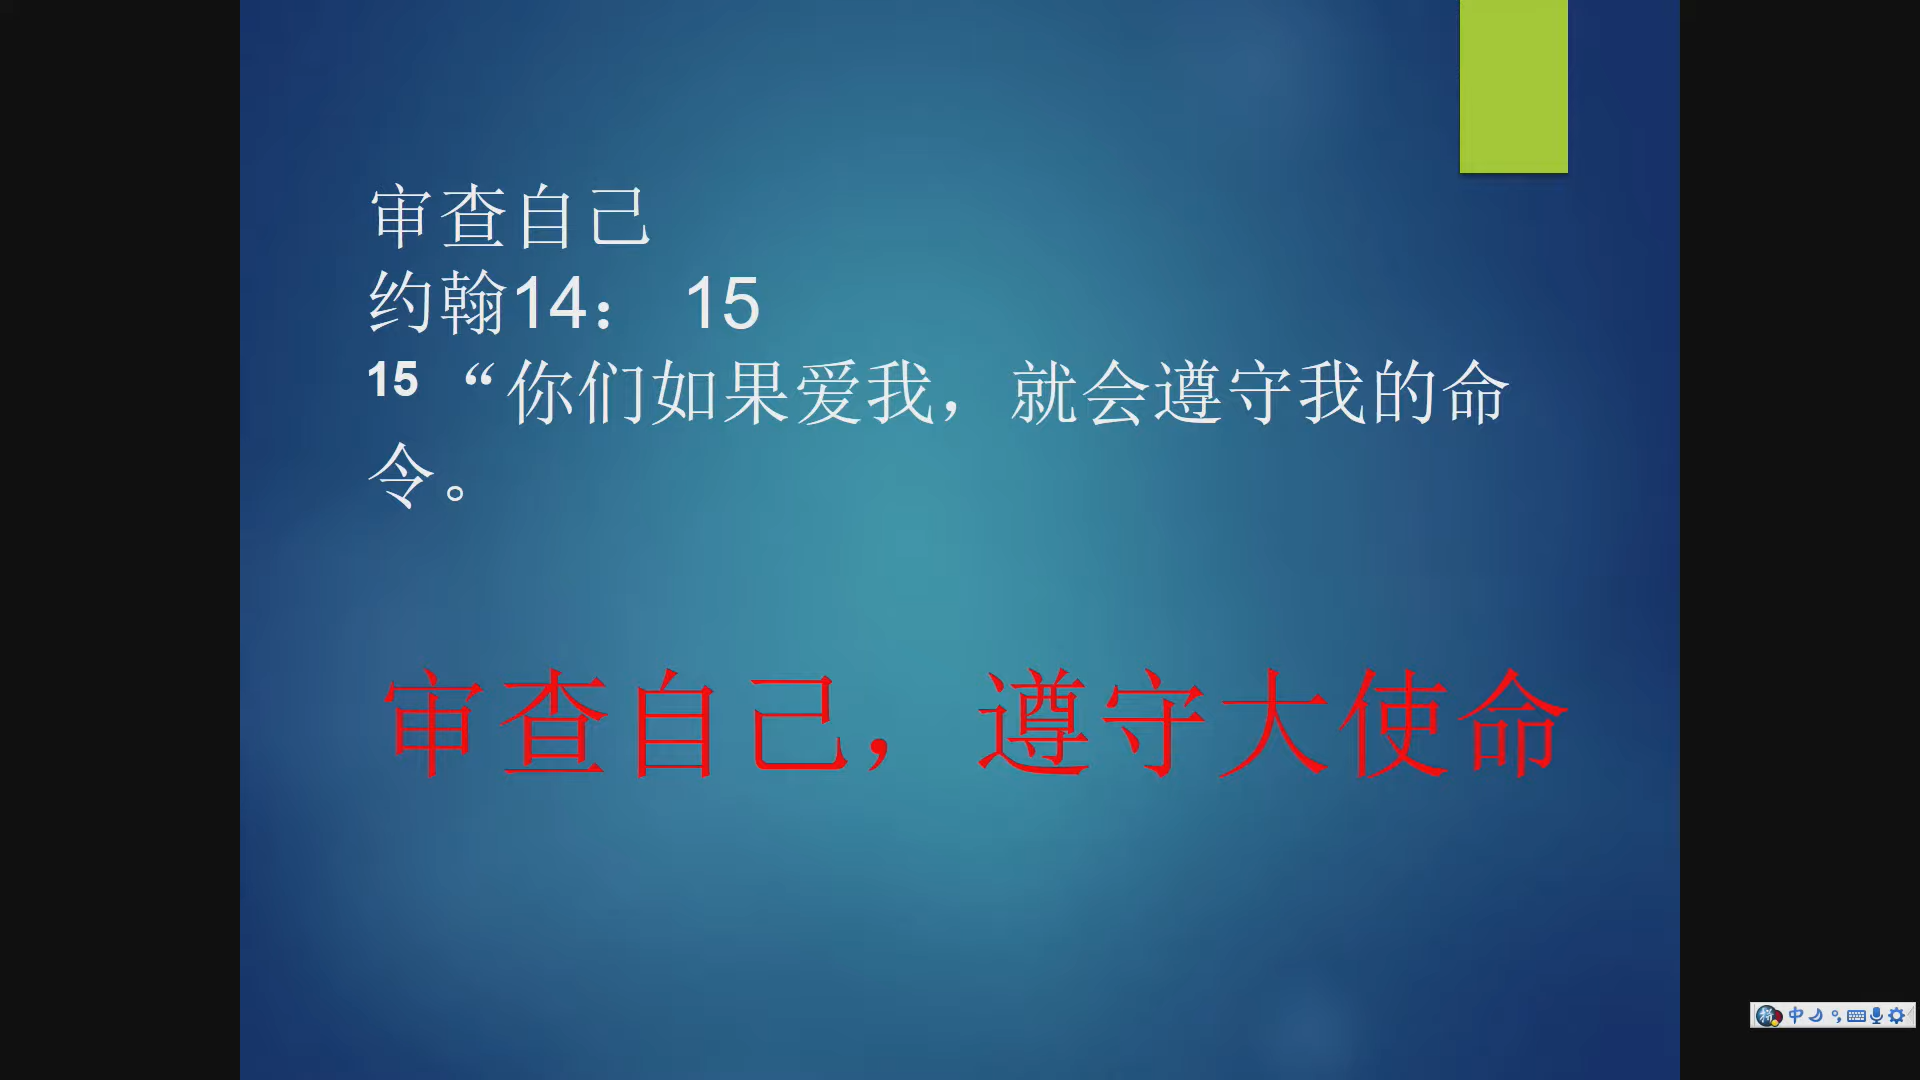 审查自己
约翰14： 15
15 “你们如果爱我，就会遵守我的命
令。
审查自己，遵守大使命
中